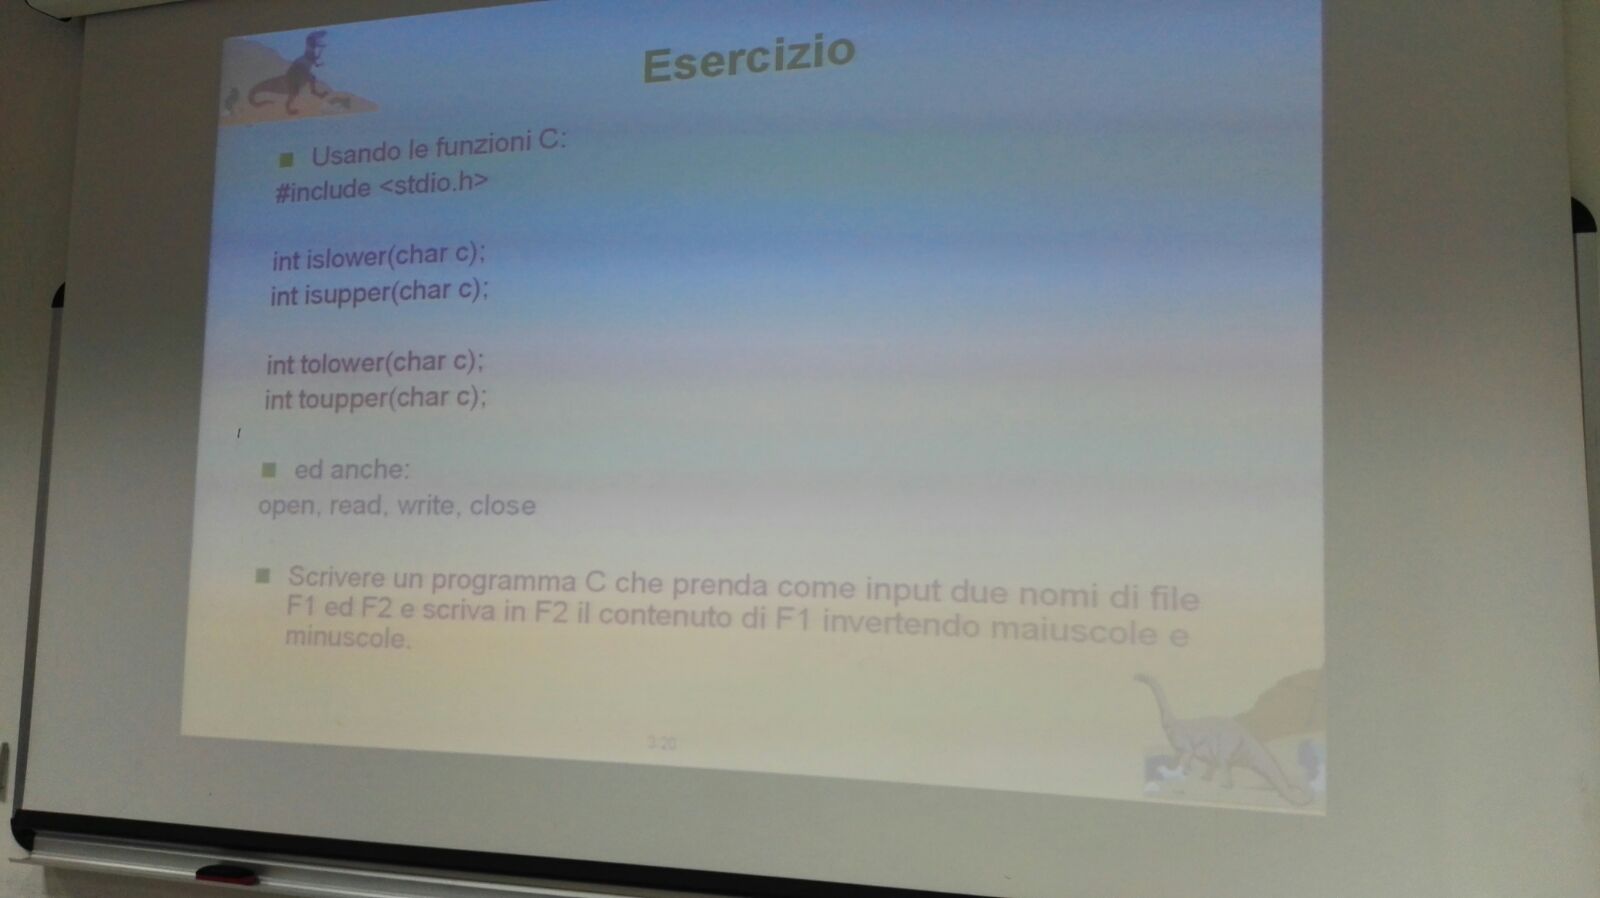 Esercizio
Usando le funzioni C:
#include <stdio.h>
int islower(char c);
int isupper(char c);
int tolower(char c);
int toupper(char c);
ed anche:
open, read, write, close
Scrivere un programma C che prenda come input due nomi di file
F1 ed F2 e scriva in F2 il contenuto di F1 invertendo maiuscole e
minuscole.
3.20